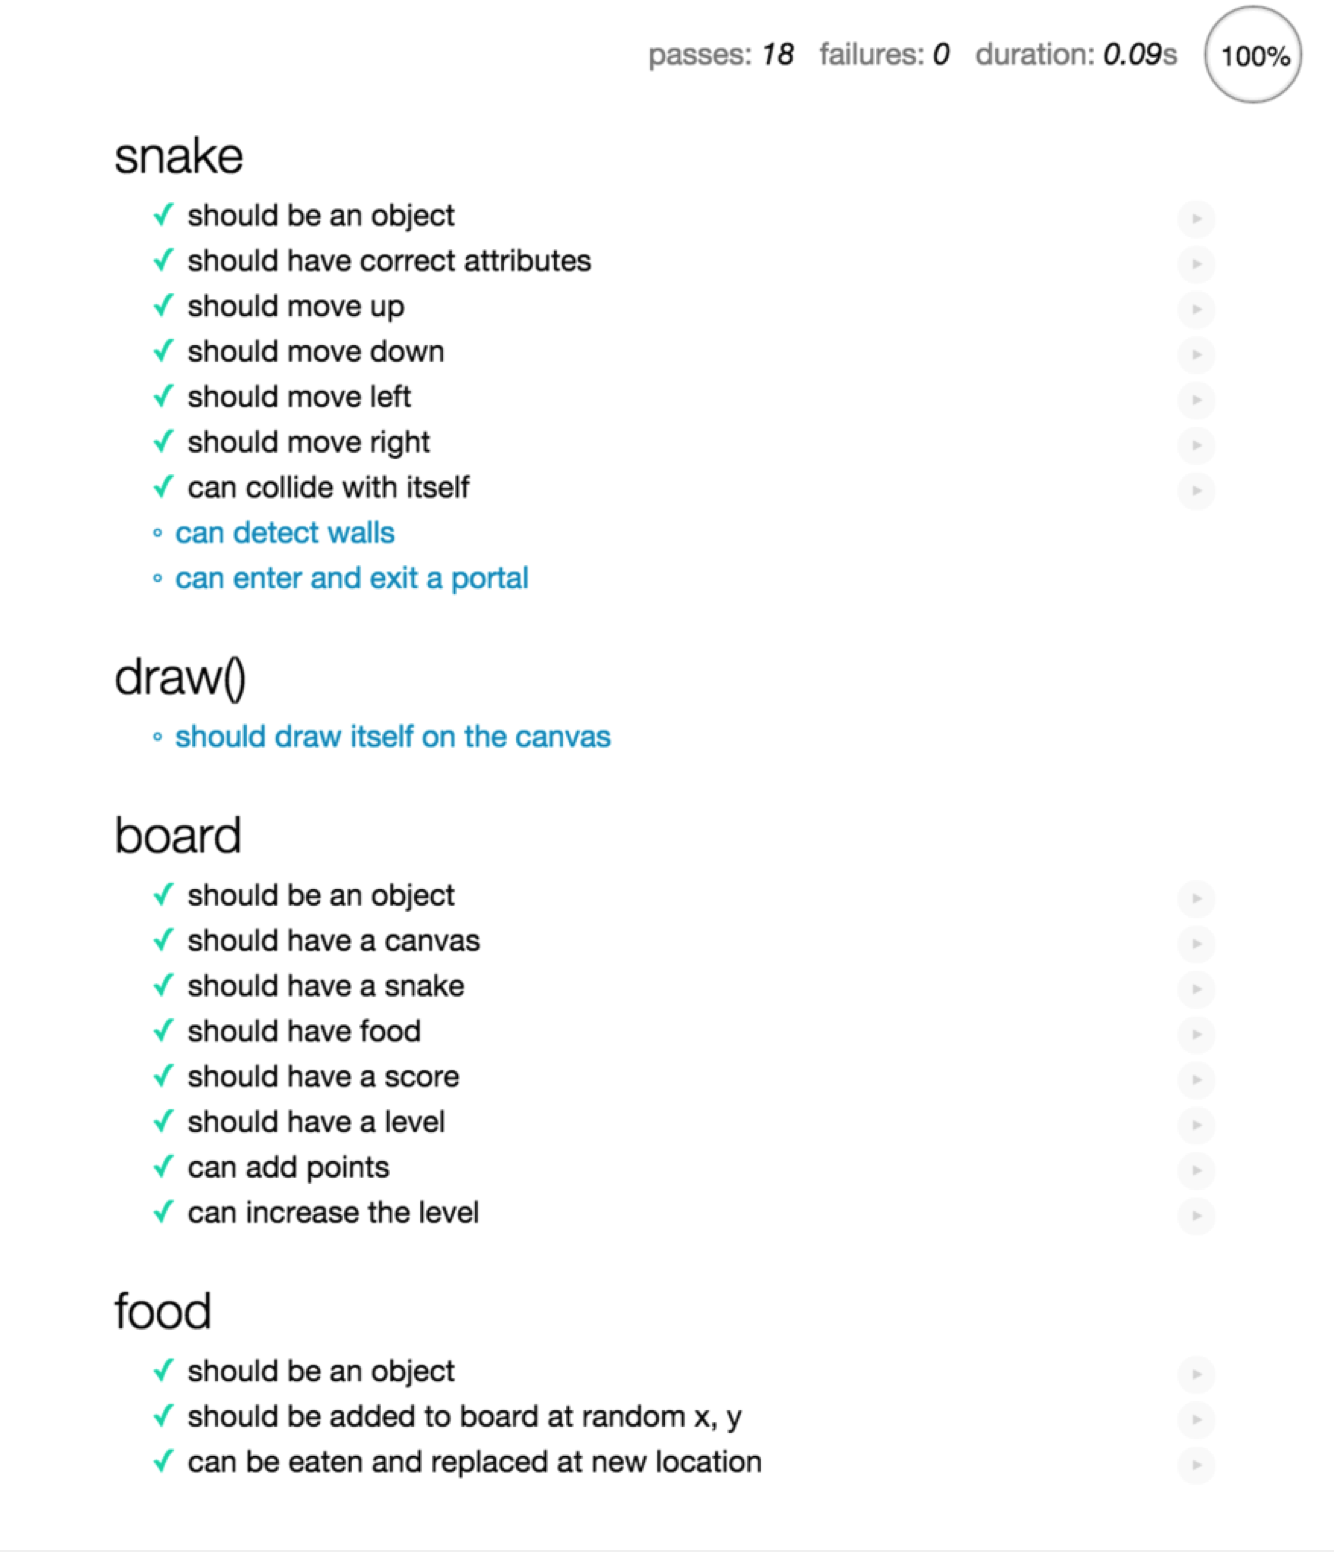 passes: 18 failures: 0 duration: 0.09s 100%
snake
✓ should be an object
✓ should have correct attributes
✓ should move up
✓ should move down
✓ should move left
✓ should move right
✓ can collide with itself
◦ can detect walls
◦ can enter and exit a portal
draw()
◦ should draw itself on the canvas
board
✓ should be an object
✓ should have a canvas
✓ should have a snake
✓ should have food
✓ should have a score
✓ should have a level
✓ can add points
✓ can increase the level
food
✓ should be an object
✓ should be added to board at random x, y
✓ can be eaten and replaced at new location